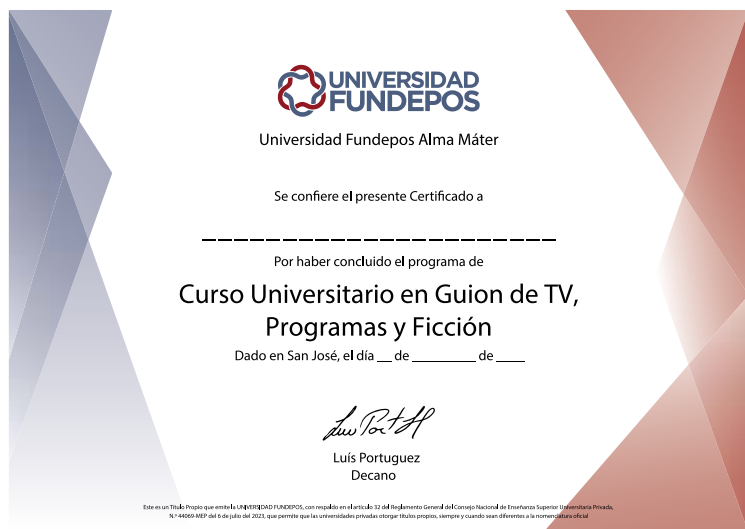 UNIVERSIDAD
FUNDEPOS
Universidad Fundepos Alma Máter
Se confiere el presente Certificado a
Por haber concluido el programa de
Curso Universitario en Guion de TV,
Programas y Ficción
Dado en San José, el día __ de ________ de ____
Luís Portuguez
Decano
Este es un Título Propio que emite la UNIVERSIDAD FUNDEPOS, con respaldo en el artículo 32 del Reglamento General del Consejo Nacional de Enseñanza Superior Universitaria Privada,
N.º 44069-MEP del 6 de julio del 2023, que permite que las universidades privadas otorgar títulos propios, siempre y cuando sean diferentes a la nomenclatura oficial